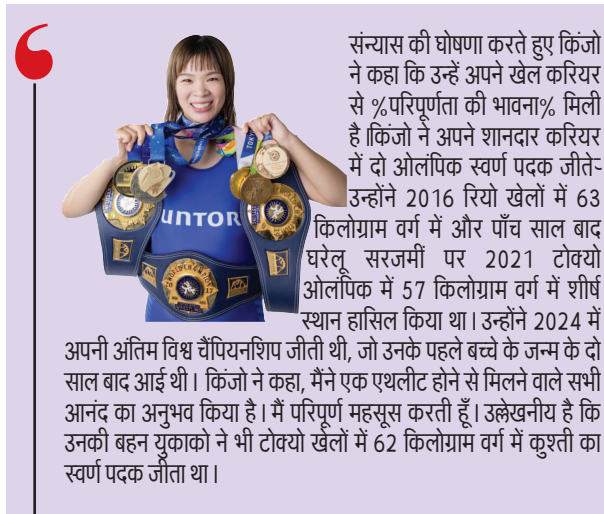 संन्यास की घोषणा करते हुए किंजो
ने कहा कि उन्हें अपने खेल करियर
से %परिपूर्णता की भावना% मिली
है।किंजो ने अपने शानदार करियर
में दो ओलंपिक स्वर्ण पदक जीते-
उन्होंने 2016 रियो खेलों में 63
किलोग्राम वर्ग में और पाँच साल बाद
घरेलू सरजमीं पर 2021 टोक्यो
ओलंपिक में 57 किलोग्राम वर्ग में शीर्ष
स्थान हासिल किया था। उन्होंने 2024 में
अपनी अंतिम विश्व चैंपियनशिप जीती थी, जो उनके पहले बच्चे के जन्म के दो
साल बाद आई थी। किंजो ने कहा, मैंने एक एथलीट होने से मिलने वाले सभी
आनंद का अनुभव किया है। मैं परिपूर्ण महसूस करती हूँ। उल्लेखनीय है कि
उनकी बहन युकाको ने भी टोक्यो खेलों में 62 किलोग्राम वर्ग में कुश्ती का
स्वर्ण पदक जीता था।
UNTOR